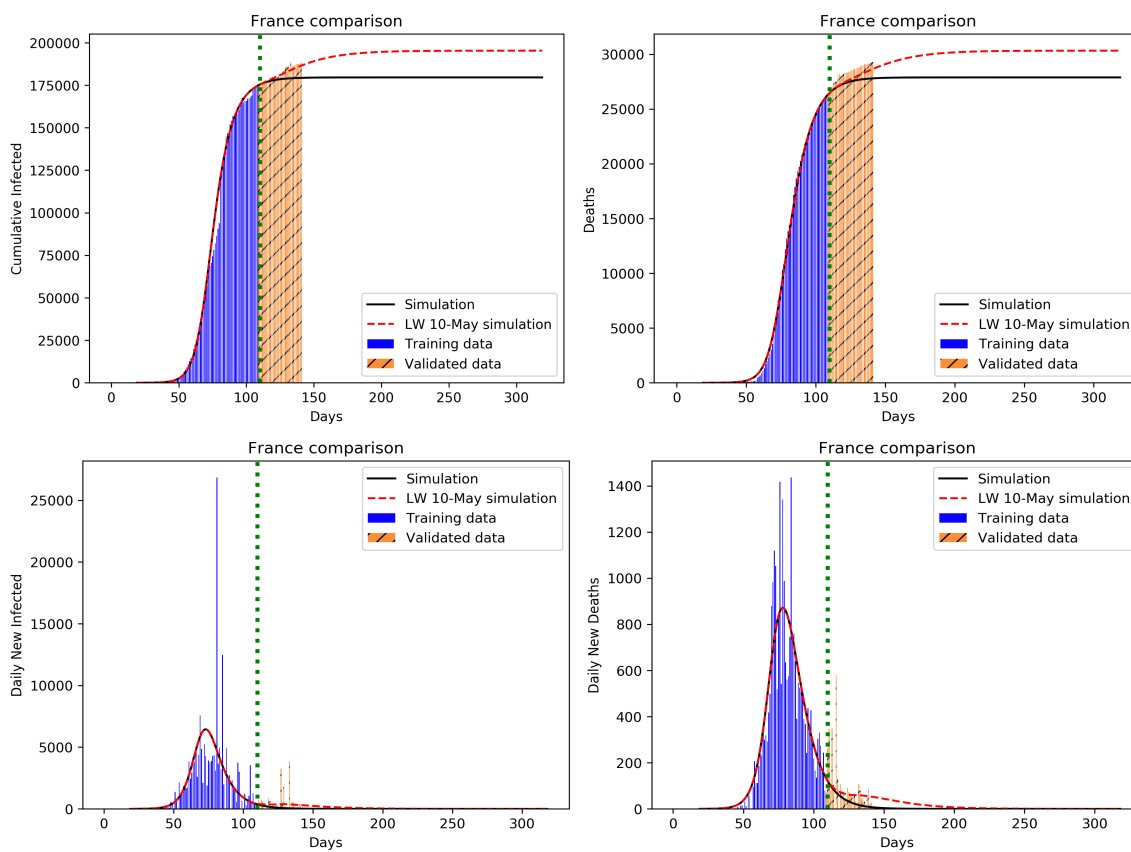 France comparison
200000
175000
150000
125000
100000
75000
50000
25000
0
Cumulative Infected
0 50 100 150 200 250 300
Days
Simulation
LW 10-May simulation
Training data
Validated data
France comparison
30000
25000
20000
15000
10000
5000
0
Deaths
0 50 100 150 200 250 300
Days
Simulation
LW 10-May simulation
Training data
Validated data
France comparison
25000
20000
15000
10000
5000
0
Daily New Infected
0 50 100 150 200 250 300
Days
Simulation
LW 10-May simulation
Training data
Validated data
France comparison
1400
1200
1000
800
600
400
200
0
Daily New Deaths
0 50 100 150 200 250 300
Days
Simulation
LW 10-May simulation
Training data
Validated data